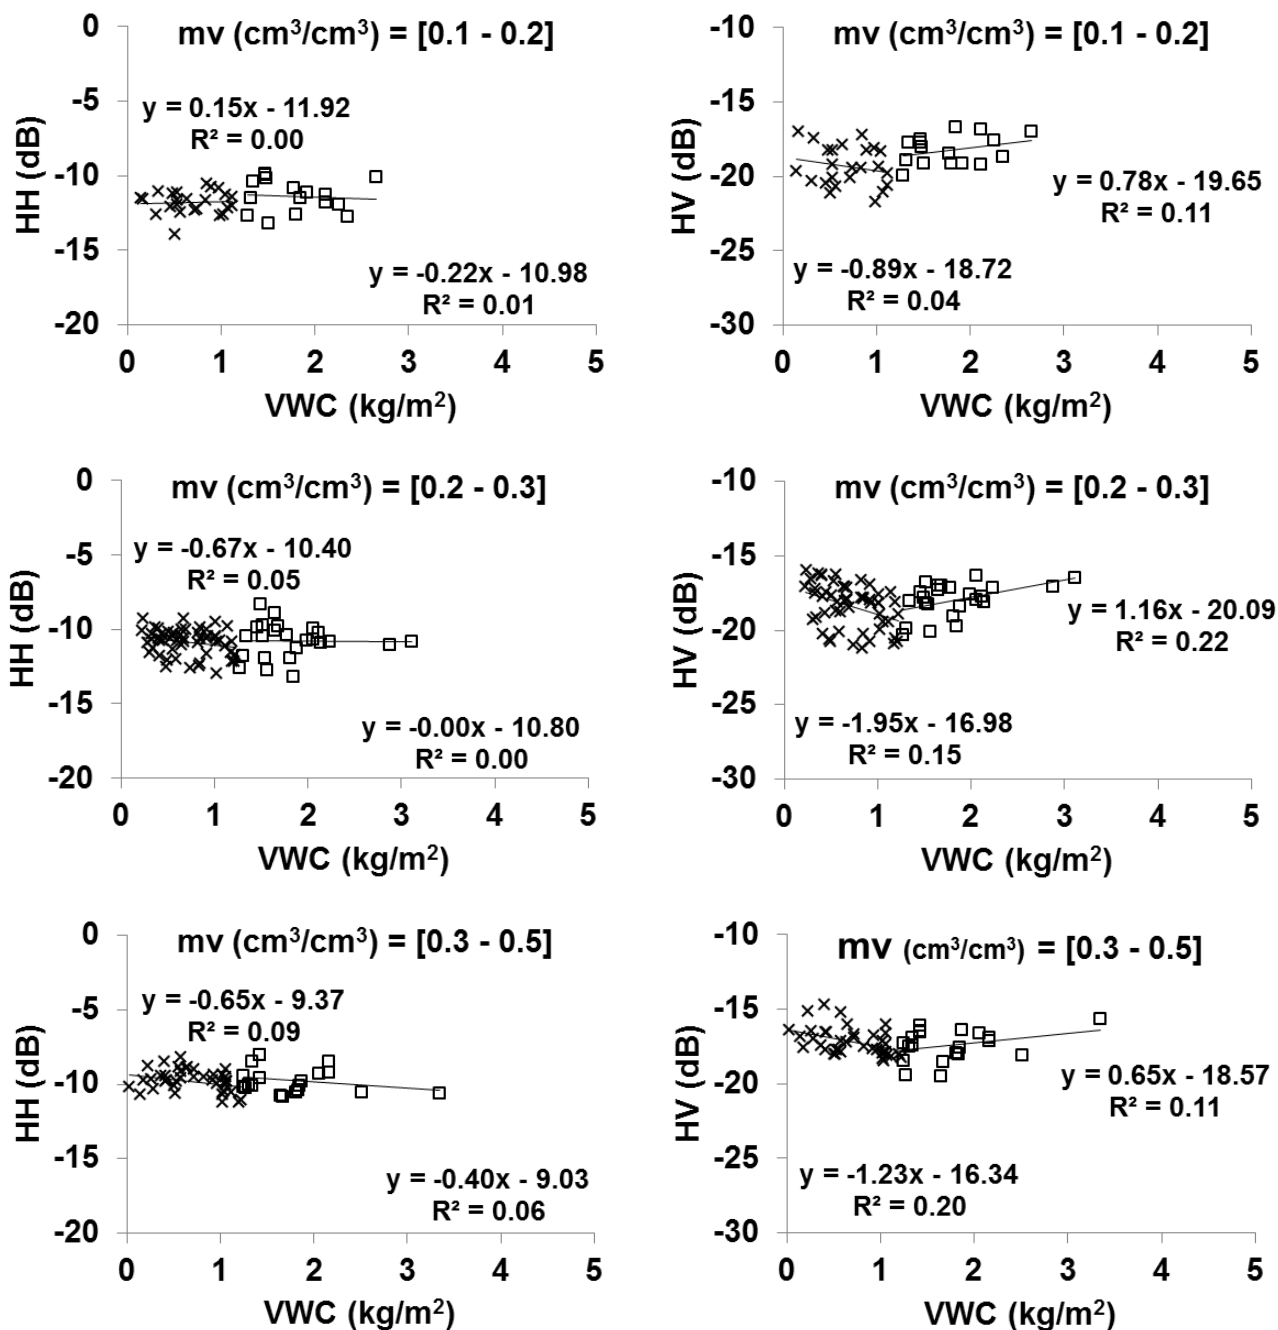 mv (cm³/cm³) = [0.1 - 0.2]
0
-5
-10
-15
-20
HH (dB)
y = 0.15x - 11.92
R² = 0.00
y = -0.22x - 10.98
R² = 0.01
0 1 2 3 4 5
VWC (kg/m²)
mv (cm³/cm³) = [0.1 - 0.2]
-10
-15
-20
-25
-30
HV (dB)
y = 0.78x - 19.65
R² = 0.11
y = -0.89x - 18.72
R² = 0.04
0 1 2 3 4 5
VWC (kg/m²)
mv (cm³/cm³) = [0.2 - 0.3]
0
-5
-10
-15
-20
HH (dB)
y = -0.67x - 10.40
R² = 0.05
y = -0.00x - 10.80
R² = 0.00
0 1 2 3 4 5
VWC (kg/m²)
mv (cm³/cm³) = [0.2 - 0.3]
-10
-15
-20
-25
-30
HV (dB)
y = 1.16x - 20.09
R² = 0.22
y = -1.95x - 16.98
R² = 0.15
0 1 2 3 4 5
VWC (kg/m²)
mv (cm³/cm³) = [0.3 - 0.5]
0
-5
-10
-15
-20
HH (dB)
y = -0.65x - 9.37
R² = 0.09
y = -0.40x - 9.03
R² = 0.06
0 1 2 3 4 5
VWC (kg/m²)
mv (cm³/cm³) = [0.3 - 0.5]
-10
-15
-20
-25
-30
HV (dB)
y = 0.65x - 18.57
R² = 0.11
y = -1.23x - 16.34
R² = 0.20
0 1 2 3 4 5
VWC (kg/m²)